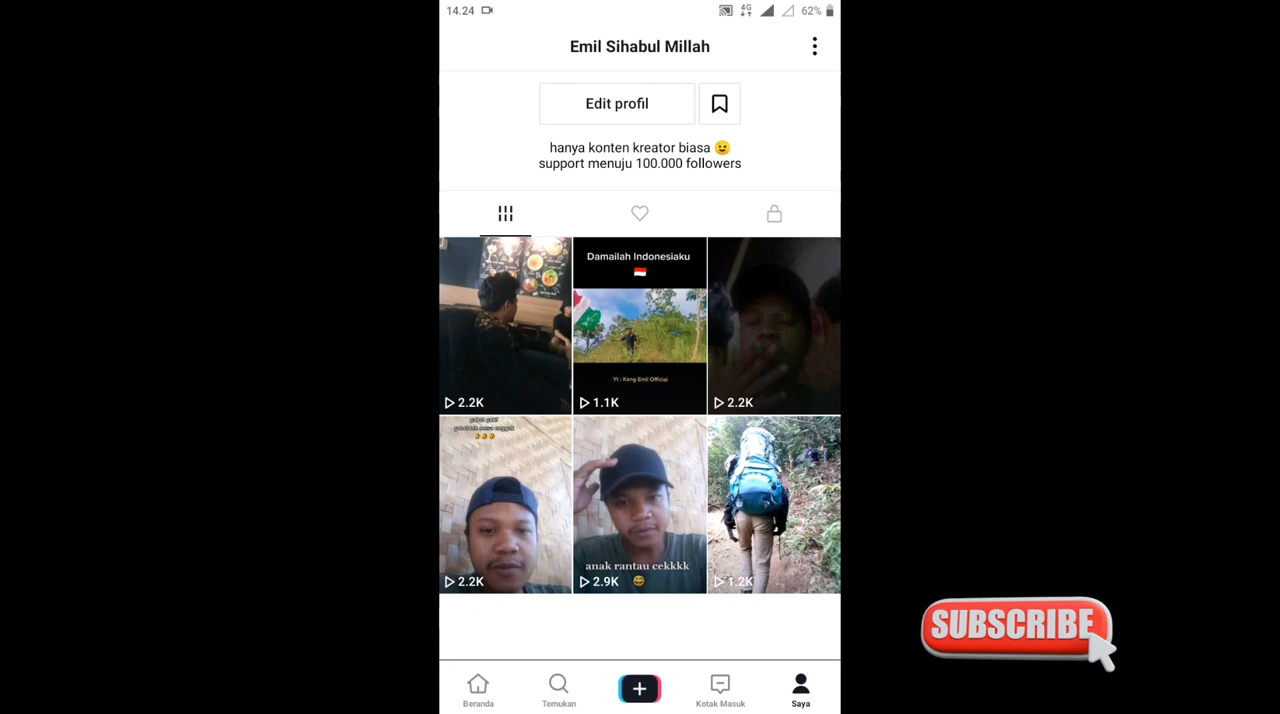 14.24
4G
62%
Emil Sihabul Millah
Edit profil
hanya konten kreator biasa 😉
support menuju 100.000 followers
Damailah Indonesiaku
🇮🇩
Yt : Kang Emil Official
2.2K
1.1K
2.2K
anak rantau cekkkk
😅
2.2K
2.9K
1.2K
SUBSCRIBE
Beranda
Temukan
Kotak Masuk
Saya